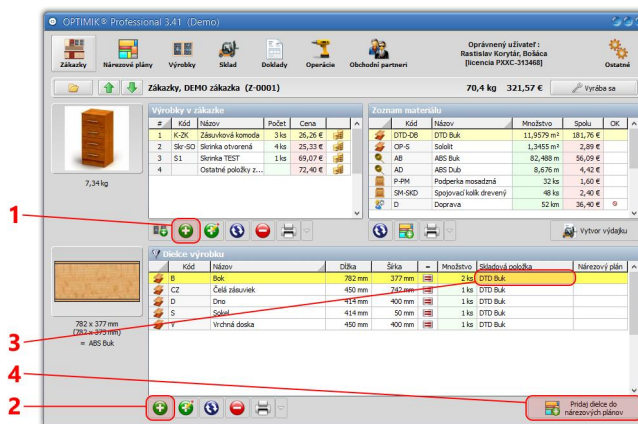 OPTIMIK® Professional 3.41 (Demo)
Zákazky Nárezové plány Výrobky Sklad Doklady Operácie Obchodní partneri Ostatné
Oprávnený užívateľ :
Rastislav Korytár, Bošáca
[licencia PXXC-313468]
Zákazky, DEMO zákazka (Z-0001) 70,4 kg 321,57 € Vyrába sa
7,34 kg
Výrobky v zákazke
# Kód Názov Počet Cena
1 K-ZK Zásuvková komoda 3 ks 26,26 €
2 Skr-SO Skrinka otvorená 4 ks 25,33 €
3 S1 Skrinka TEST 1 ks 69,07 €
4 Ostatné položky z... 72,40 €
Zoznam materiálu
Kód Názov Množstvo Spolu OK
DTD-DB DTD Buk 11,9579 m² 181,76 €
OP-S Sololit 1,3455 m² 2,89 €
AB ABS Buk 82,488 m 56,09 €
AD ABS Dub 8,676 m 4,42 €
P-PM Podperka mosadzná 32 ks 1,60 €
SM-SKD Spojovací kolík drevený 48 ks 2,40 €
D Doprava 52 km 36,40 €
Vytvor výdajku
1
Dielce výrobku
Kód Názov Dĺžka Šírka = Množstvo Skladová položka Nárezový plán
B Bok 782 mm 377 mm 2 ks DTD Buk
CZ Čelá zásuviek 450 mm 742 mm 1 ks DTD Buk
D Dno 414 mm 400 mm 1 ks DTD Buk
S Sokel 414 mm 50 mm 1 ks DTD Buk
V Vrchná doska 450 mm 400 mm 1 ks DTD Buk
782 x 377 mm
(782 x 375 mm)
= ABS Buk
3
4
2
Pridaj dielce do
nárezových plánov